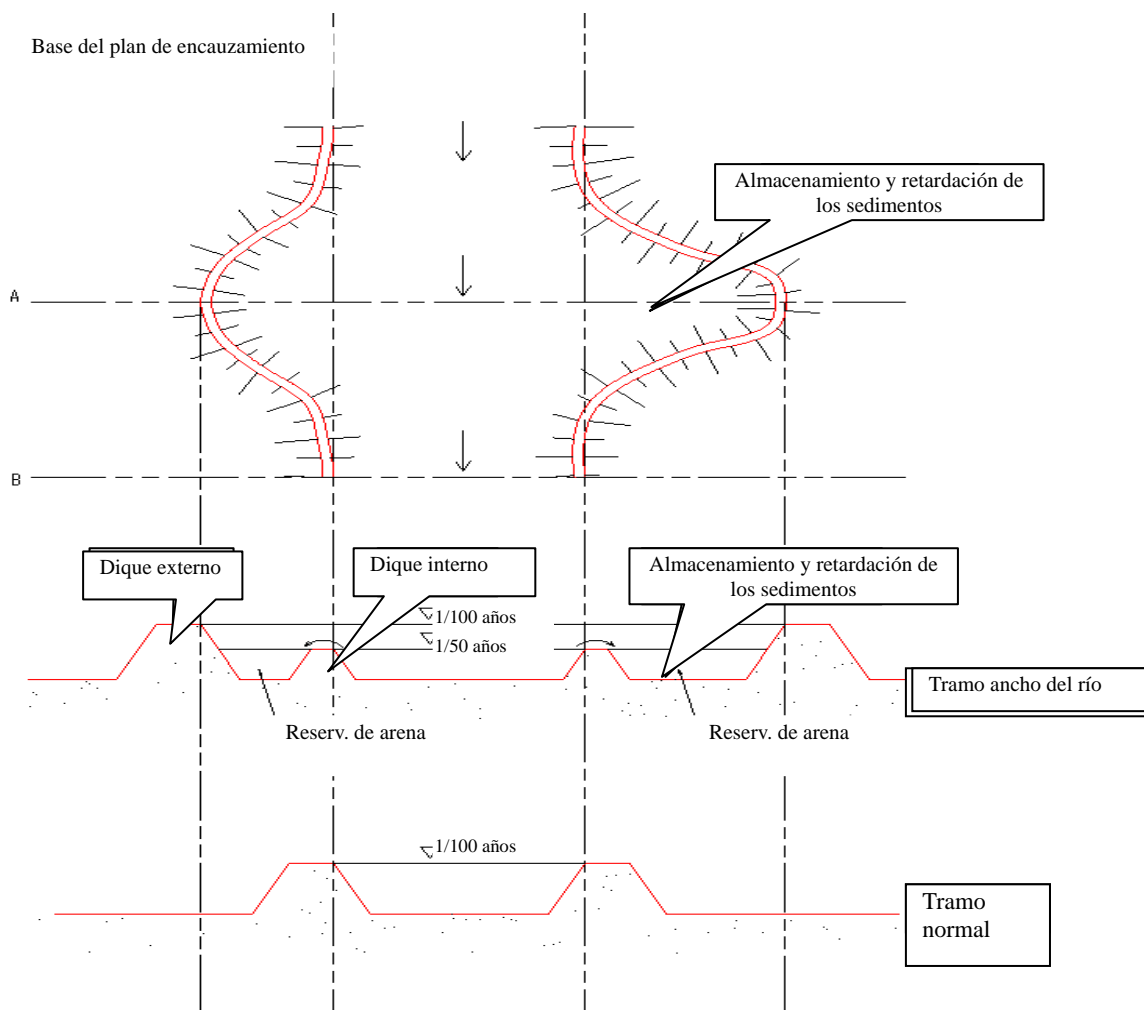 Base del plan de encauzamiento
Almacenamiento y retardación de
los sedimentos
A
B
Dique externo
Dique interno
Almacenamiento y retardación de
los sedimentos
1/100 años
1/50 años
Tramo ancho del río
Reserv. de arena
Reserv. de arena
1/100 años
Tramo
normal